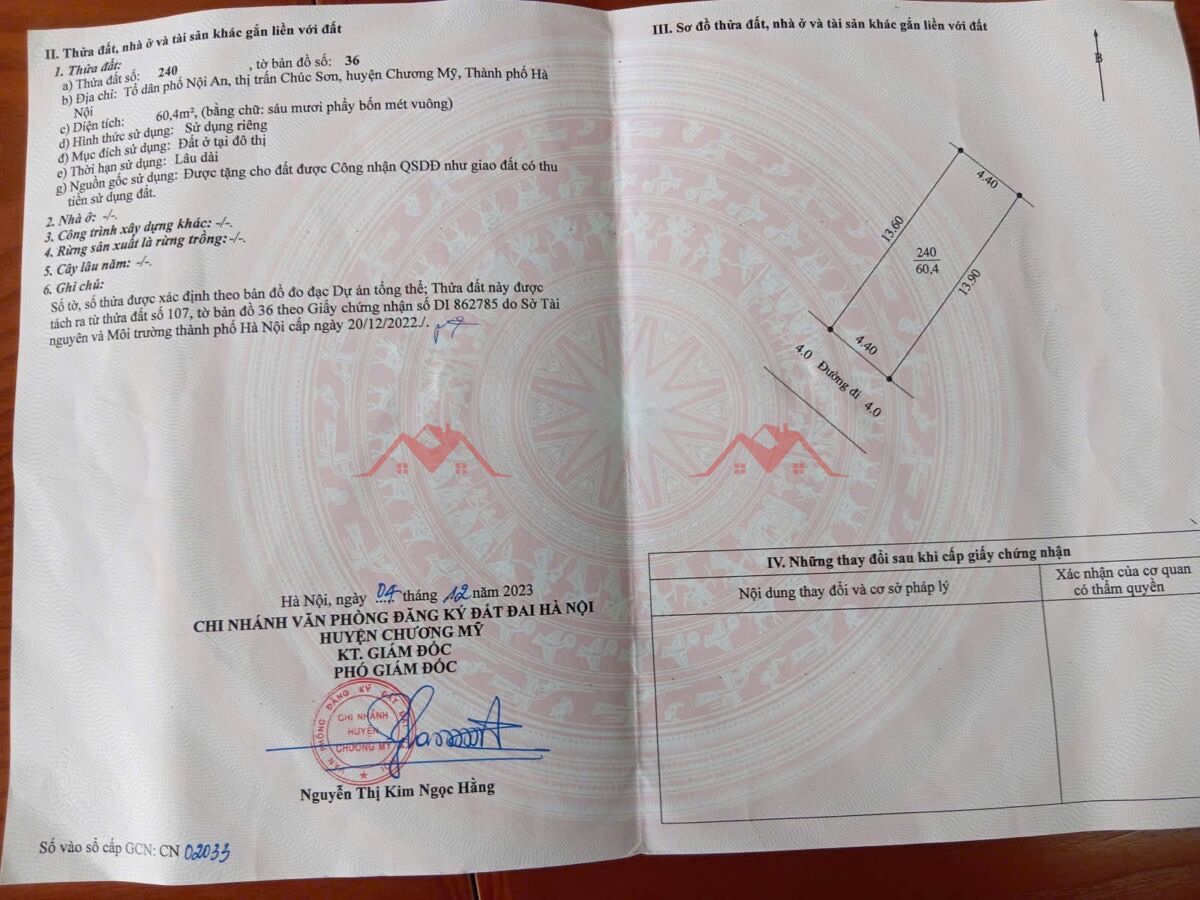 II. Thửa đất, nhà ở và tài sản khác gắn liền với đất
1. Thửa đất:
a) Thửa đất số: 240 , tờ bản đồ số: 36
b) Địa chỉ: Tổ dân phố Nội An, thị trấn Chúc Sơn, huyện Chương Mỹ, Thành phố Hà
Nội
c) Diện tích: 60,4m², (bằng chữ: sáu mươi phẩy bốn mét vuông)
d) Hình thức sử dụng: Sử dụng riêng
đ) Mục đích sử dụng: Đất ở tại đô thị
e) Thời hạn sử dụng: Lâu dài
g) Nguồn gốc sử dụng: Được tặng cho đất được Công nhận QSDĐ như giao đất có thu
tiền sử dụng đất.
2. Nhà ở: -/-.
3. Công trình xây dựng khác: -/-.
4. Rừng sản xuất là rừng trồng: -/-.
5. Cây lâu năm: -/-.
6. Ghi chú:
Số tờ, số thửa được xác định theo bản đồ đo đạc Dự án tổng thể; Thửa đất này được
tách ra từ thửa đất số 107, tờ bản đồ 36 theo Giấy chứng nhận số DI 862785 do Sở Tài
nguyên và Môi trường thành phố Hà Nội cấp ngày 20/12/2022./.
Hà Nội, ngày 04 tháng 12 năm 2023
CHI NHÁNH VĂN PHÒNG ĐĂNG KÝ ĐẤT ĐAI HÀ NỘI
HUYỆN CHƯƠNG MỸ
KT. GIÁM ĐỐC
PHÓ GIÁM ĐỐC
VĂN PHÒNG ĐĂNG KÝ ĐẤT ĐAI
CHI NHÁNH
HUYỆN
CHƯƠNG MỸ
Nguyễn Thị Kim Ngọc Hằng
Số vào sổ cấp GCN: CN 02033
III. Sơ đồ thửa đất, nhà ở và tài sản khác gắn liền với đất
B
4.40
13.60
240
60,4
13.90
4.40
4.0 Đường đi 4.0
IV. Những thay đổi sau khi cấp giấy chứng nhận
Nội dung thay đổi và cơ sở pháp lý
Xác nhận của cơ quan
có thẩm quyền